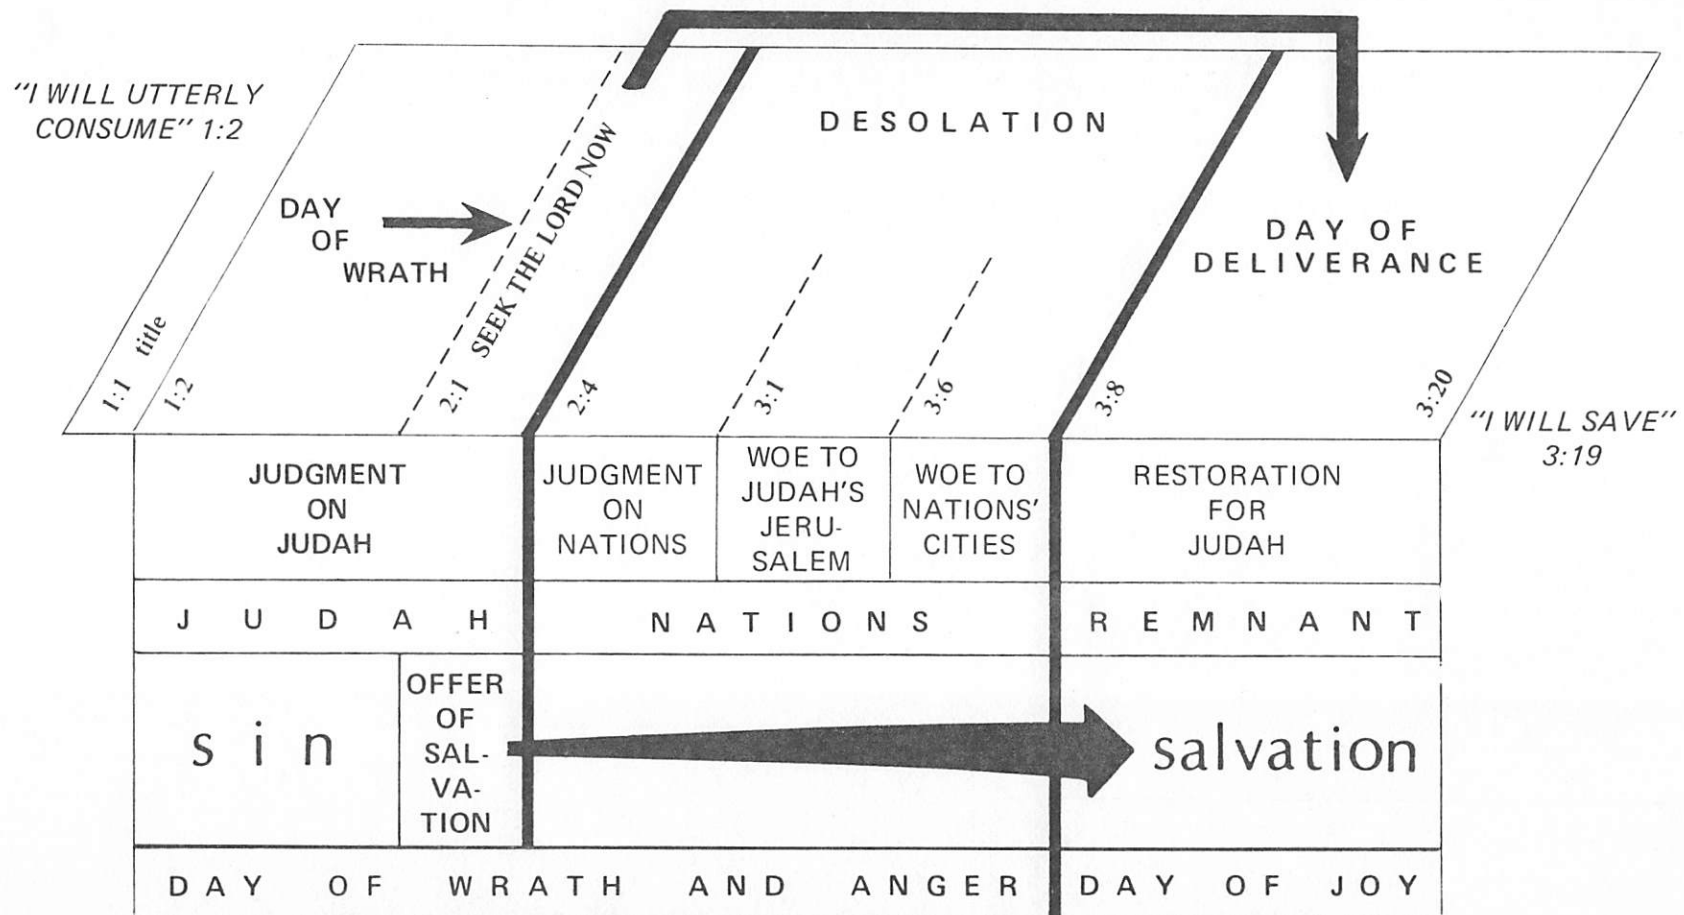 "I WILL UTTERLY
CONSUME" 1:2
DESOLATION
DAY
OF
WRATH
SEEK THE LORD NOW
DAY OF
DELIVERANCE
1:1 title
1:2
2:1
2:4
3:1
3:6
3:8
3:20
"I WILL SAVE"
3:19
JUDGMENT
ON
JUDAH
JUDGMENT
ON
NATIONS
WOE TO
JUDAH'S
JERU-
SALEM
WOE TO
NATIONS'
CITIES
RESTORATION
FOR
JUDAH
JUDAH
NATIONS
REMNANT
sin
OFFER
OF
SAL-
VA-
TION
salvation
DAY OF WRATH AND ANGER
DAY OF JOY